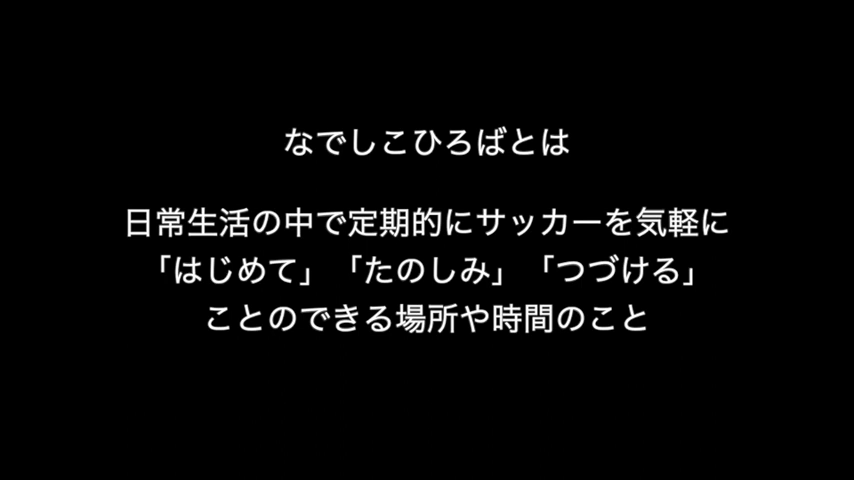 なでしこひろばとは
日常生活の中で定期的にサッカーを気軽に
「はじめて」「たのしみ」「つづける」
ことのできる場所や時間のこと